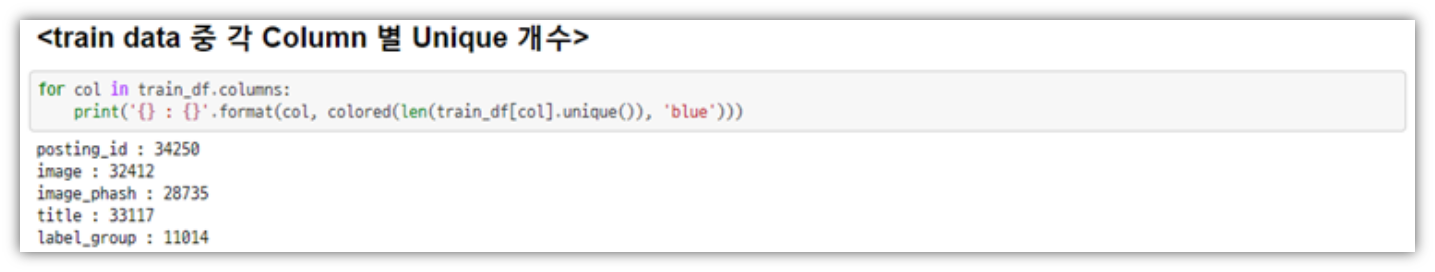 <train data 중 각 Column 별 Unique 개수>
for col in train_df.columns:
    print('{} : {}'.format(col, colored(len(train_df[col].unique()), 'blue')))
posting_id : 34250
image : 32412
image_phash : 28735
title : 33117
label_group : 11014